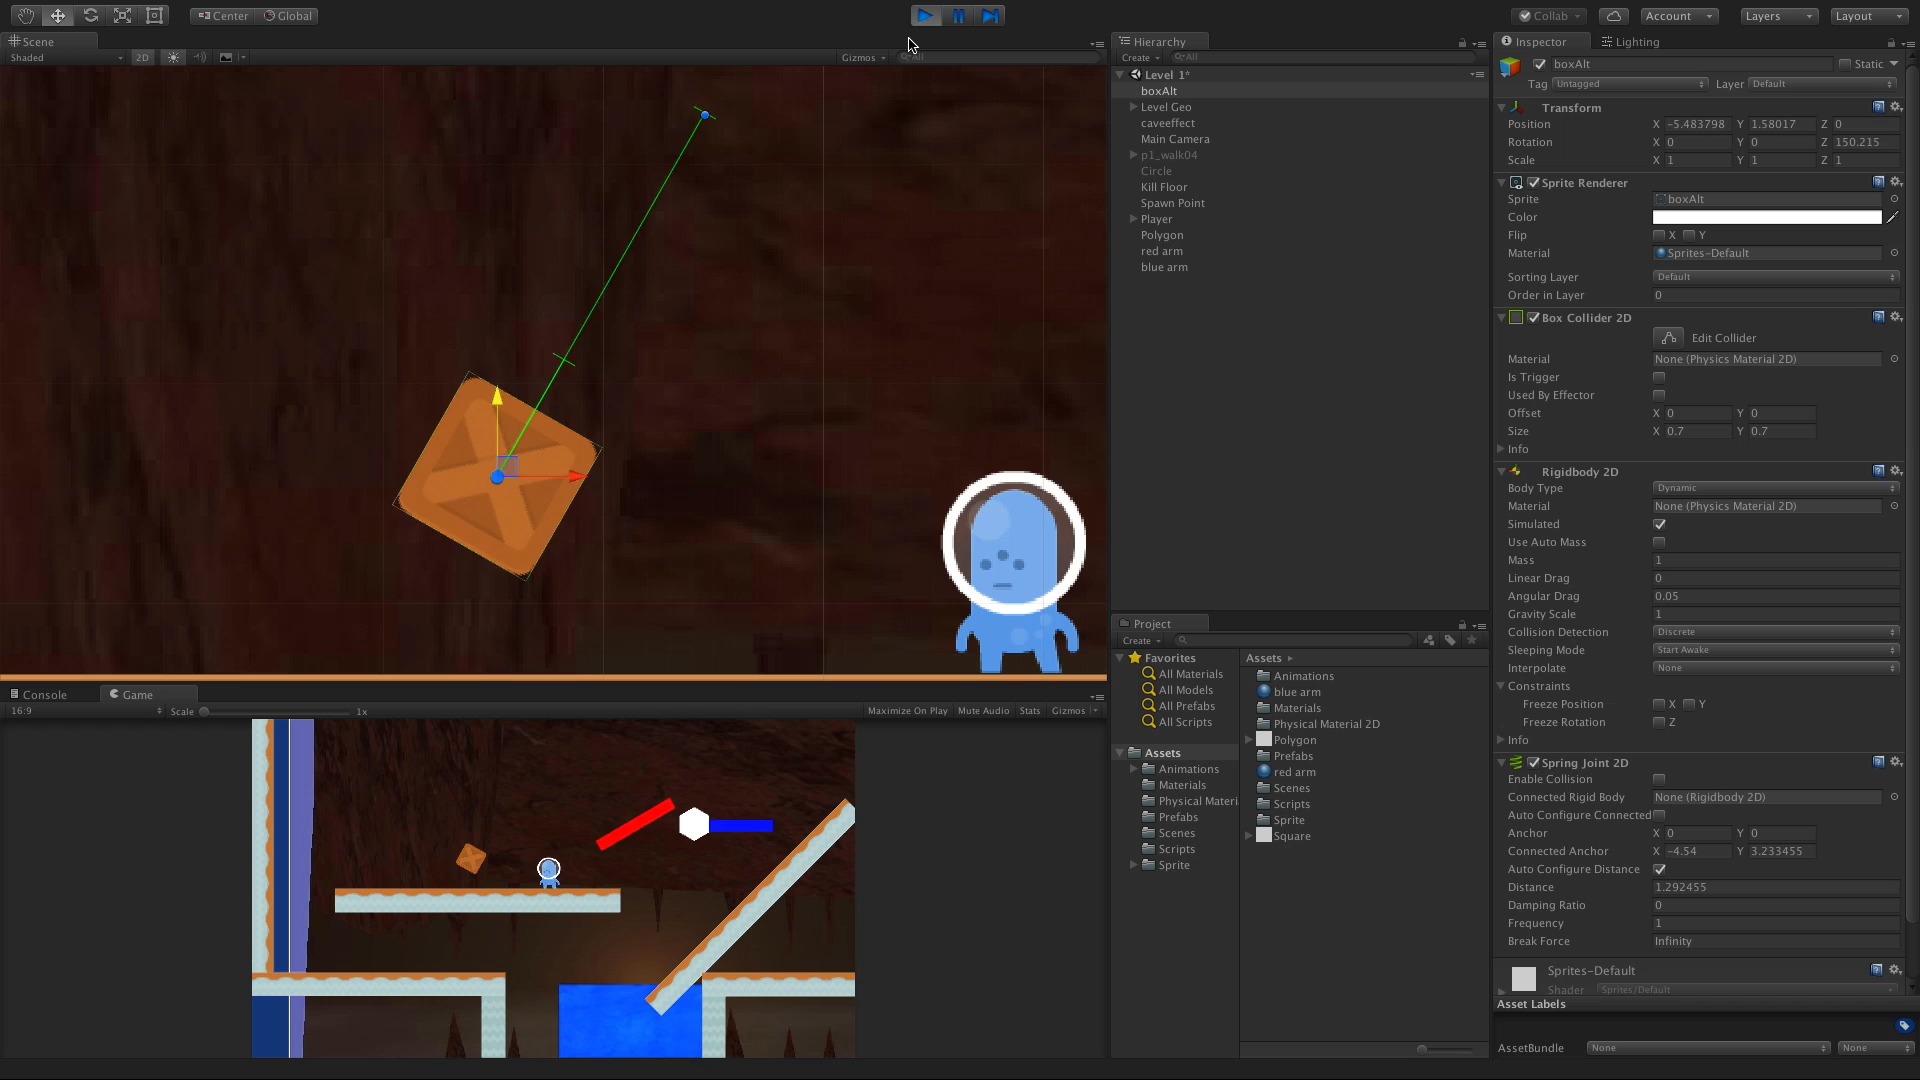 Center Global
Collab Account Layers Layout
Scene
Shaded 2D Gizmos All
Hierarchy
Create All
Level 1*
boxAlt
Level Geo
caveeffect
Main Camera
p1_walk04
Circle
Kill Floor
Spawn Point
Player
Polygon
red arm
blue arm
Inspector Lighting
boxAlt Static
Tag Untagged Layer Default
Transform
Position X -5.483798 Y 1.58017 Z 0
Rotation X 0 Y 0 Z 150.215
Scale X 1 Y 1 Z 1
Sprite Renderer
Sprite boxAlt
Color
Flip X Y
Material Sprites-Default
Sorting Layer Default
Order in Layer 0
Box Collider 2D
Edit Collider
Material None (Physics Material 2D)
Is Trigger
Used By Effector
Offset X 0 Y 0
Size X 0.7 Y 0.7
Info
Rigidbody 2D
Body Type Dynamic
Material None (Physics Material 2D)
Simulated
Use Auto Mass
Mass 1
Linear Drag 0
Angular Drag 0.05
Gravity Scale 1
Collision Detection Discrete
Sleeping Mode Start Awake
Interpolate None
Constraints
Freeze Position X Y
Freeze Rotation Z
Info
Spring Joint 2D
Enable Collision
Connected Rigid Body None (Rigidbody 2D)
Auto Configure Connected
Anchor X 0 Y 0
Connected Anchor X -4.54 Y 3.233455
Auto Configure Distance
Distance 1.292455
Damping Ratio 0
Frequency 1
Break Force Infinity
Sprites-Default
Shader Sprites/Default
Asset Labels
AssetBundle None None
Project
Create
Favorites
All Materials
All Models
All Prefabs
All Scripts
Assets
Animations
Materials
Physical Materi
Prefabs
Scenes
Scripts
Sprite
Assets
Animations
blue arm
Materials
Physical Material 2D
Polygon
Prefabs
red arm
Scenes
Scripts
Sprite
Square
Console Game
16:9 Scale 1x Maximize On Play Mute Audio Stats Gizmos